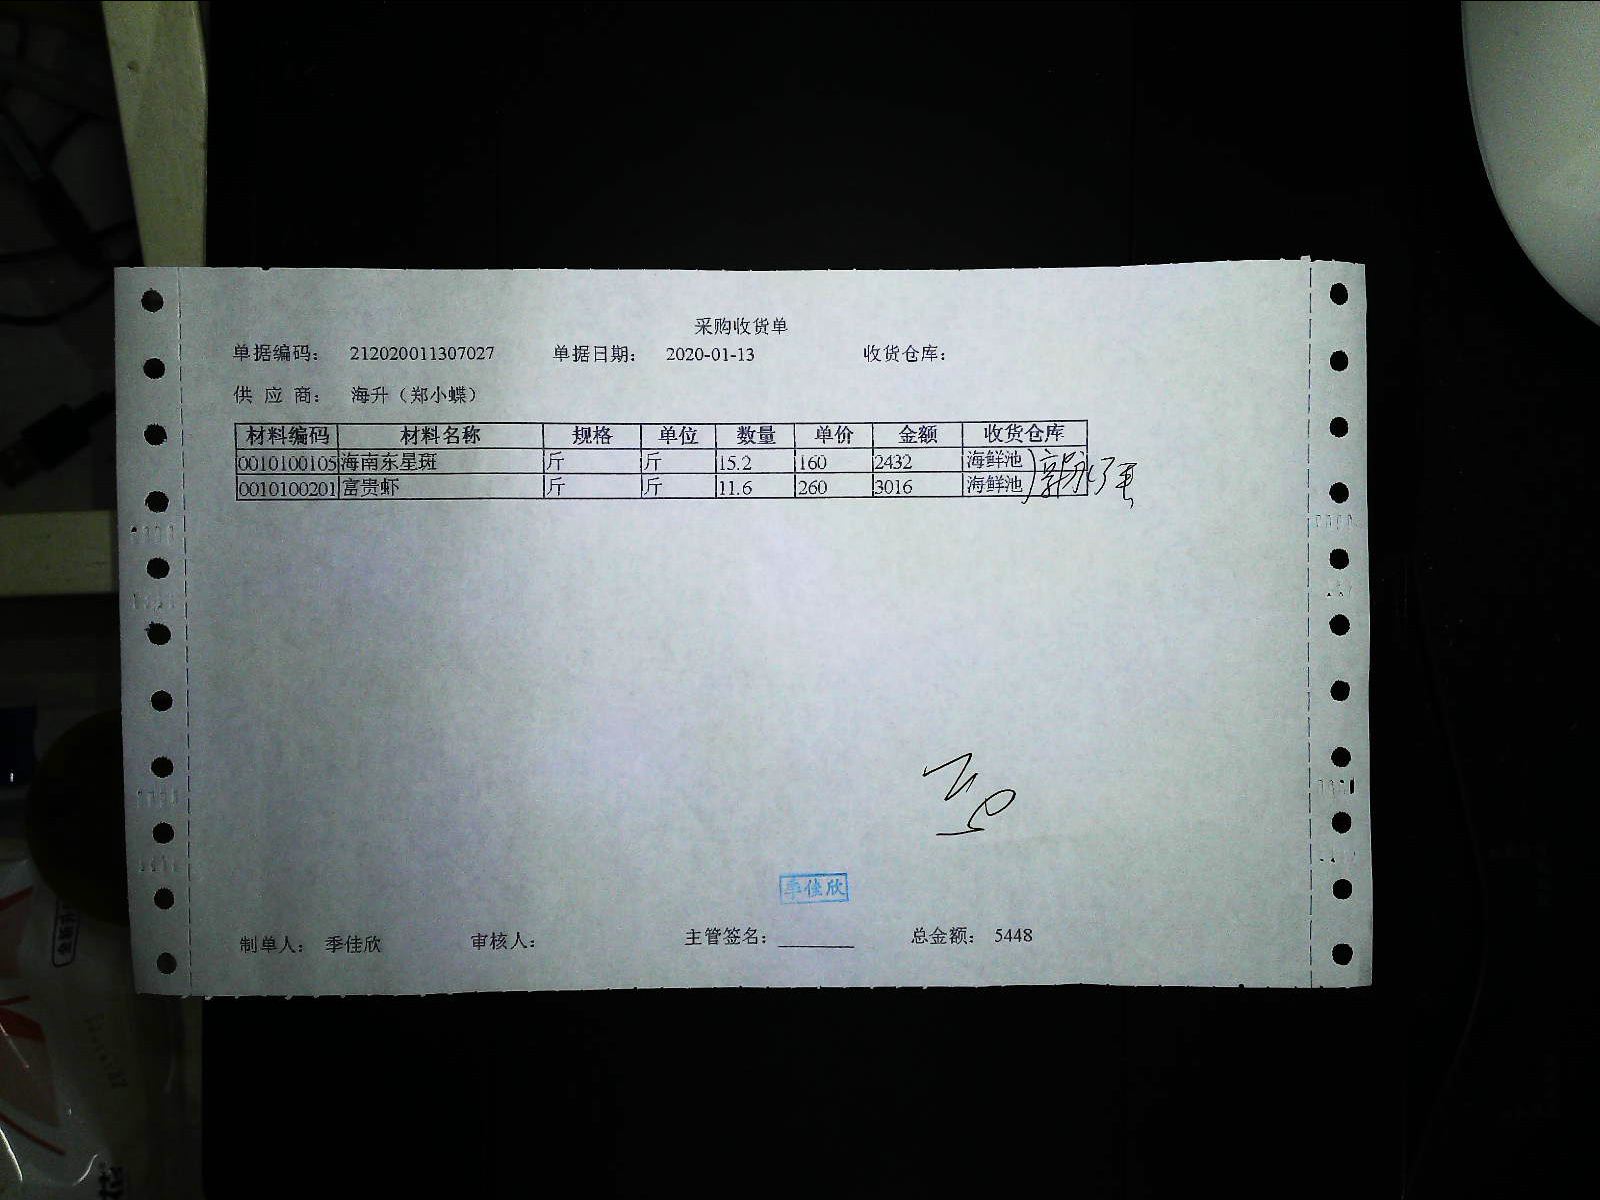 采购收货单
单据编码： 212020011307027 单据日期： 2020-01-13 收货仓库：
供 应 商： 海升（郑小蝶）
材料编码 材料名称 规格 单位 数量 单价 金额 收货仓库
0010100105 海南东星斑 斤 斤 15.2 160 2432 海鲜池
0010100201 富贵虾 斤 斤 11.6 260 3016 海鲜池
季佳欣
制单人： 季佳欣 审核人： 主管签名： 总金额： 5448